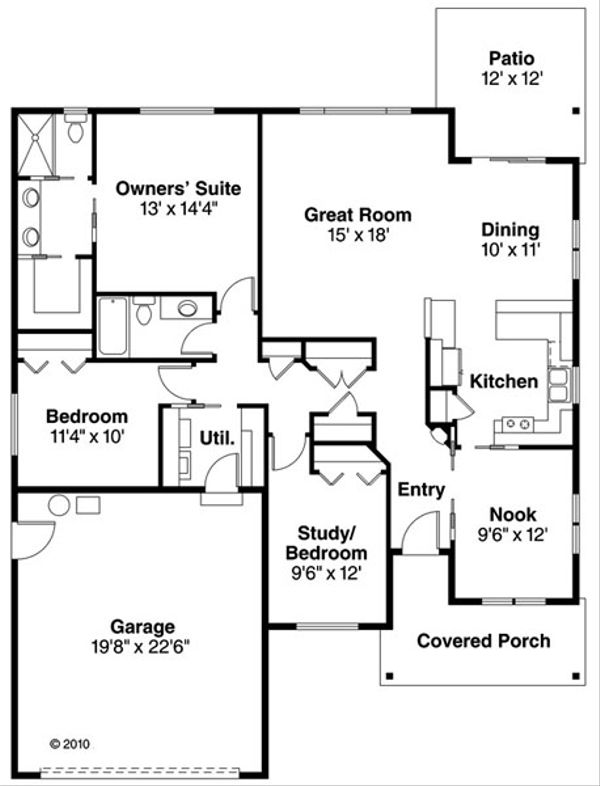 Patio
12' x 12'
Owners' Suite
13' x 14'4"
Great Room
15' x 18'
Dining
10' x 11'
Kitchen
Bedroom
11'4" x 10'
Util.
Entry
Nook
9'6" x 12'
Study/
Bedroom
9'6" x 12'
Garage
19'8" x 22'6"
Covered Porch
© 2010